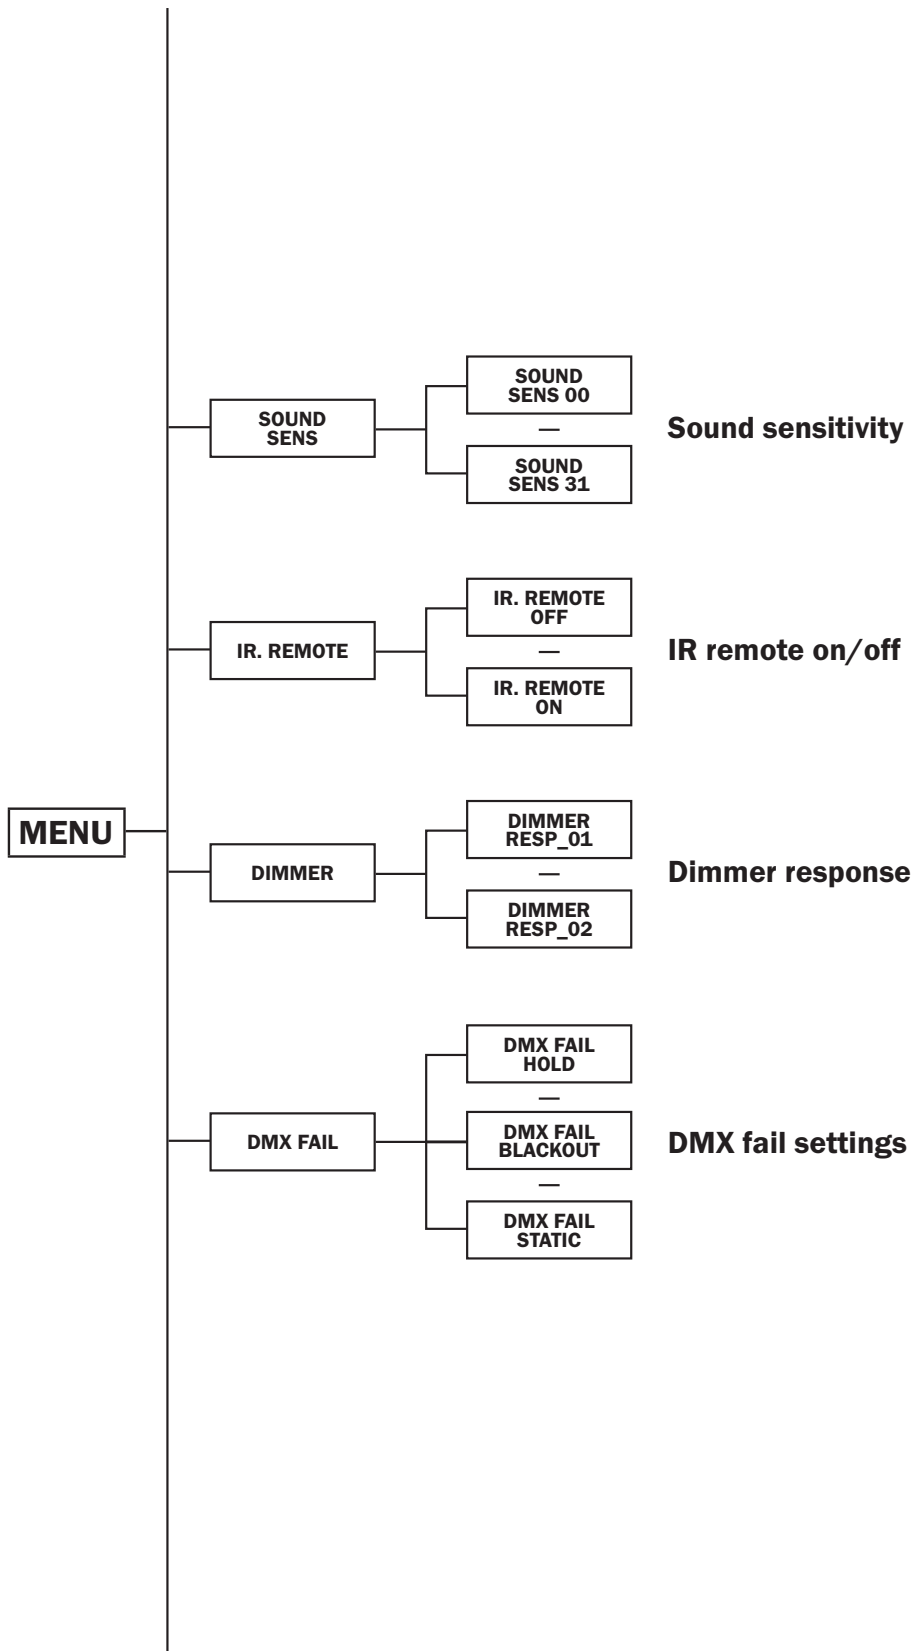 SOUND
SENS 00
—
SOUND
SENS
SOUND
SENS 31
Sound sensitivity
IR. REMOTE
OFF
—
IR. REMOTE
IR. REMOTE
ON
IR remote on/off
MENU
DIMMER
RESP_01
—
DIMMER
DIMMER
RESP_02
Dimmer response
DMX FAIL
HOLD
—
DMX FAIL
DMX FAIL
BLACKOUT
—
DMX FAIL
STATIC
DMX fail settings